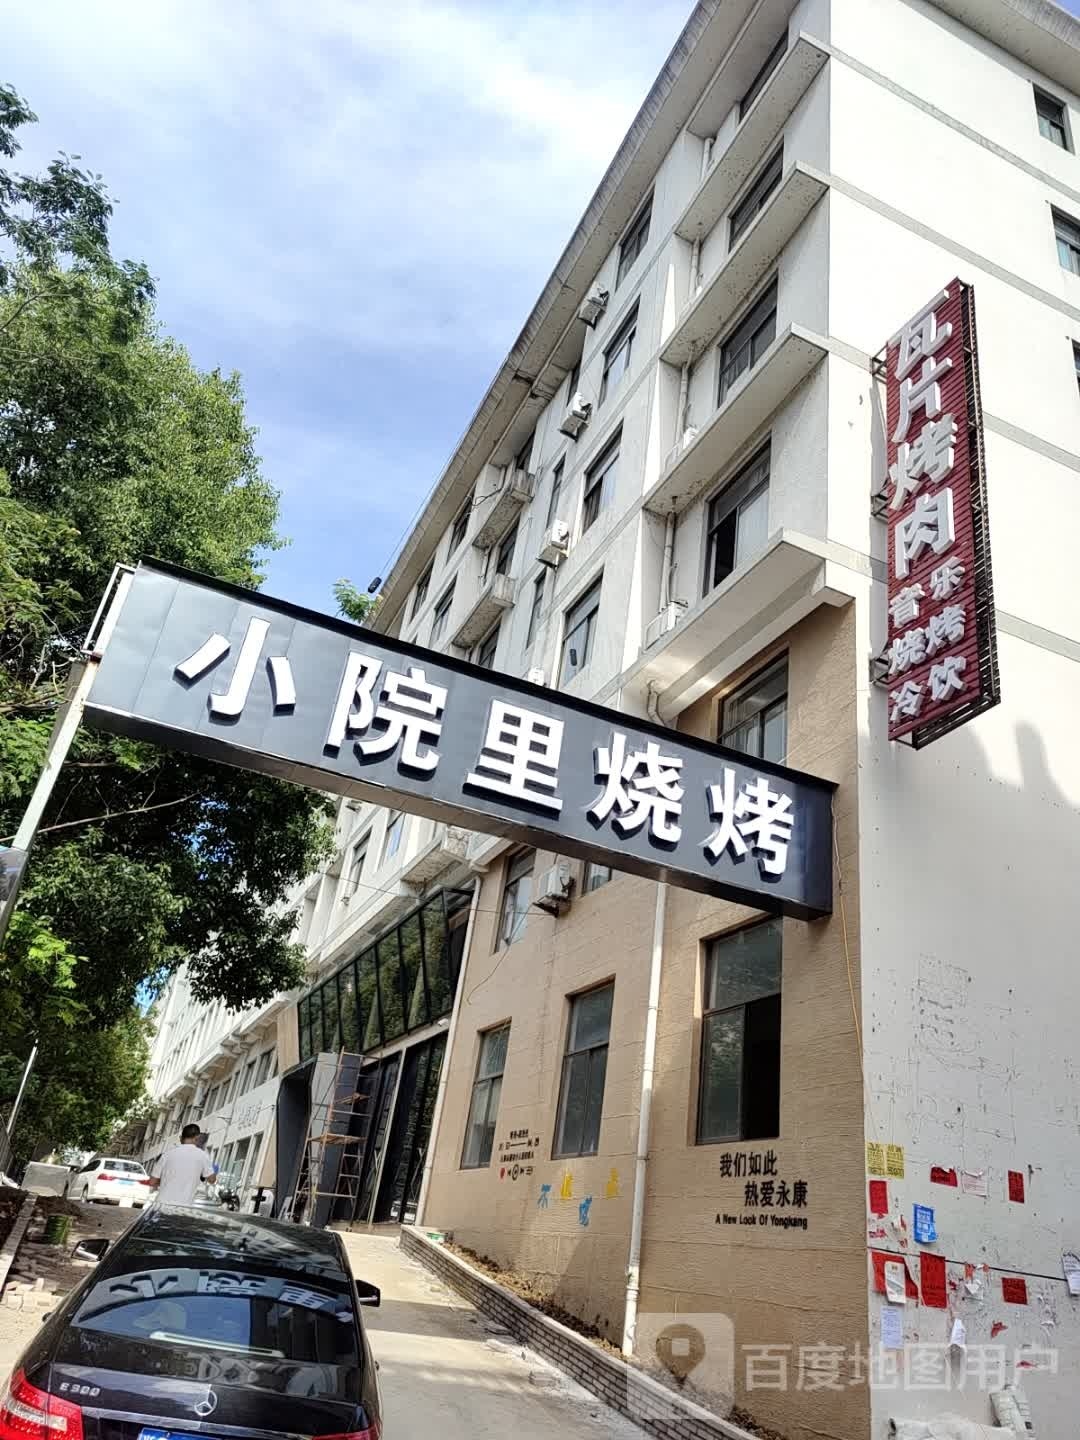 瓦片烤肉
音乐
烧烤
冷饮
小院里烧烤
我们如此
热爱永康
A New Look Of Yongkang
百度地图用户